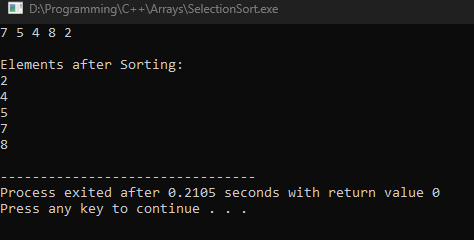 D:\Programming\C++\Arrays\SelectionSort.exe
7 5 4 8 2
Elements after Sorting:
2
4
5
7
8
--------------------------------
Process exited after 0.2105 seconds with return value 0
Press any key to continue . . .